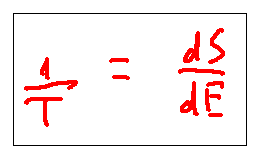 1/T = dS/dE